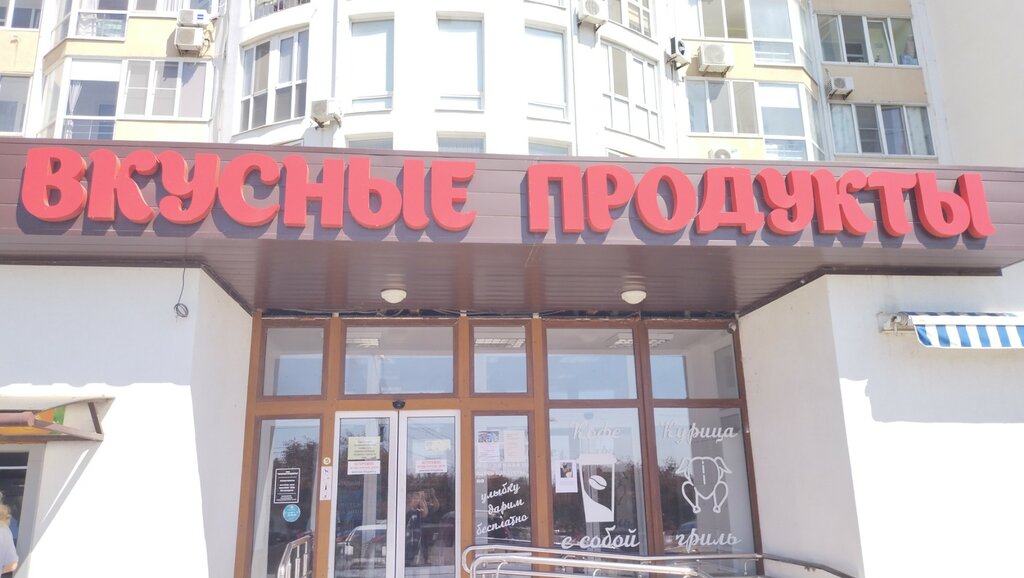 ВКУСНЫЕ ПРОДУКТЫ
Кофе
с собой
Курица
гриль
улыбку
дарим
бесплатно